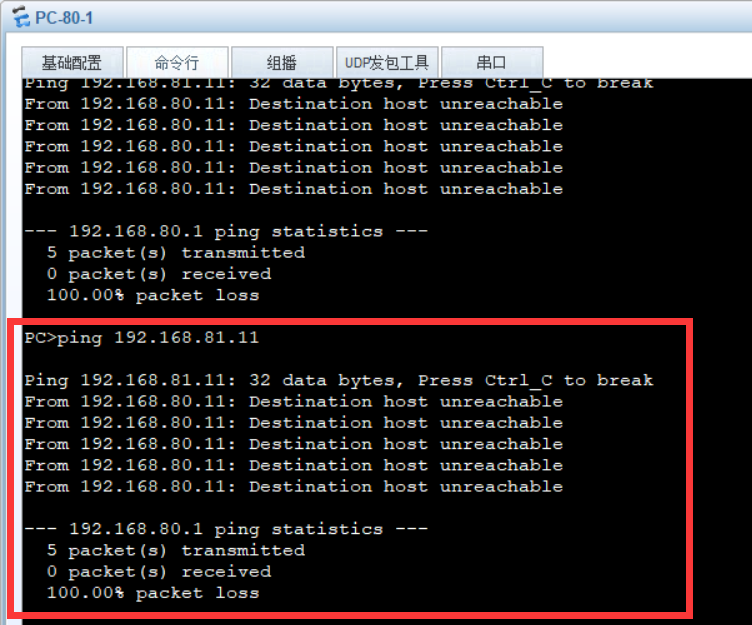 PC-80-1
基础配置 命令行 组播 UDP发包工具 串口
Ping 192.168.81.11: 32 data bytes, Press Ctrl_C to break
From 192.168.80.11: Destination host unreachable
From 192.168.80.11: Destination host unreachable
From 192.168.80.11: Destination host unreachable
From 192.168.80.11: Destination host unreachable
From 192.168.80.11: Destination host unreachable
--- 192.168.80.1 ping statistics ---
5 packet(s) transmitted
0 packet(s) received
100.00% packet loss
PC>ping 192.168.81.11
Ping 192.168.81.11: 32 data bytes, Press Ctrl_C to break
From 192.168.80.11: Destination host unreachable
From 192.168.80.11: Destination host unreachable
From 192.168.80.11: Destination host unreachable
From 192.168.80.11: Destination host unreachable
From 192.168.80.11: Destination host unreachable
--- 192.168.80.1 ping statistics ---
5 packet(s) transmitted
0 packet(s) received
100.00% packet loss